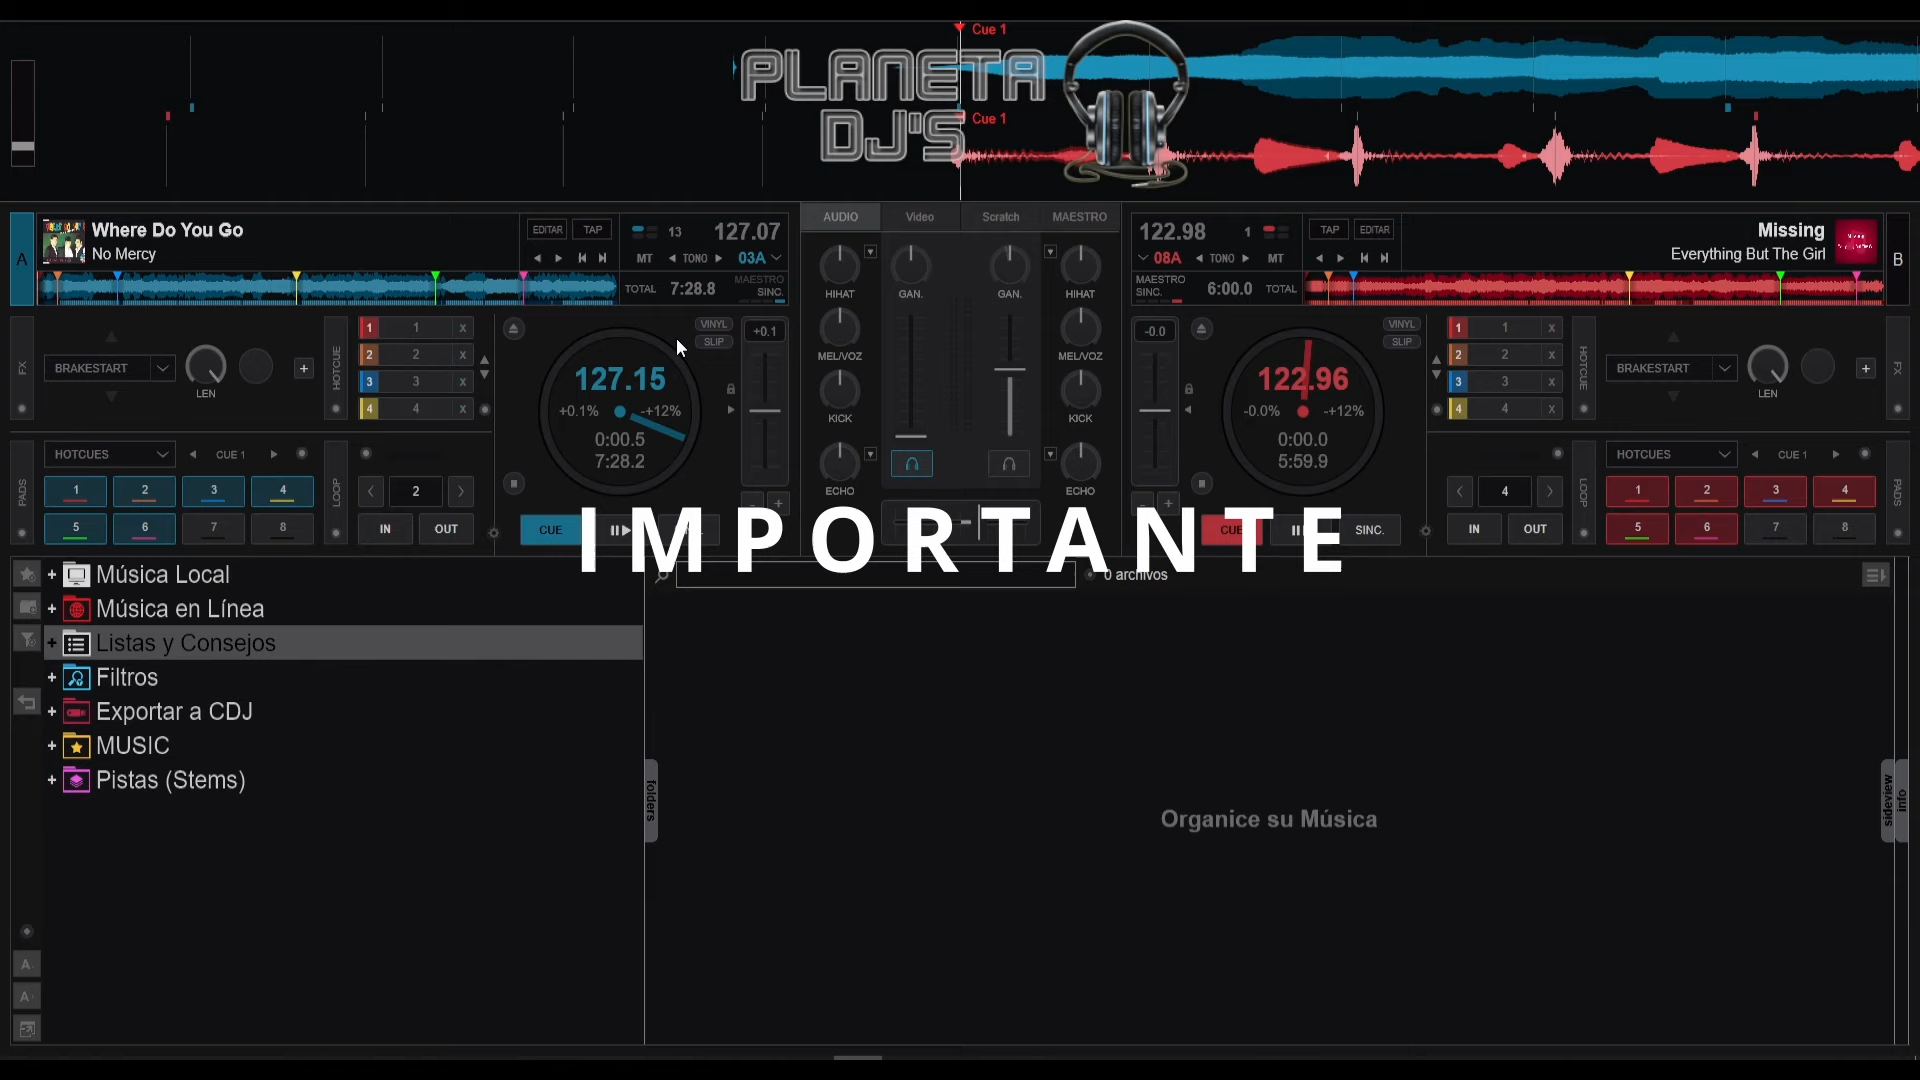 Cue 1
PLANETA
DJ'S
Cue 1
A
Where Do You Go
No Mercy
EDITAR
TAP
13
127.07
MT
TONO
03A
TOTAL
7:28.8
MAESTRO
SINC.
AUDIO
Video
Scratch
MAESTRO
122.98
1
TAP
EDITAR
08A
TONO
MT
MAESTRO
SINC.
6:00.0
TOTAL
Missing
Everything But The Girl
B
FX
BRAKESTART
LEN
+
HOTCUE
1 1 x
2 2 x
3 3 x
4 4 x
VINYL
SLIP
+0.1
127.15
+0.1%
-+12%
0:00.5
7:28.2
HIHAT
GAN.
GAN.
HIHAT
MEL/VOZ
MEL/VOZ
KICK
KICK
ECHO
ECHO
-0.0
VINYL
SLIP
122.96
-0.0%
-+12%
0:00.0
5:59.9
1 1 x
2 2 x
3 3 x
4 4 x
HOTCUE
BRAKESTART
LEN
+
FX
PADS
HOTCUES
CUE 1
1 2 3 4
5 6 7 8
LOOP
2
IN
OUT
- +
CUE
- +
CUE
SINC.
4
IN
OUT
LOOP
HOTCUES
CUE 1
1 2 3 4
5 6 7 8
PADS
IMPORTANTE
+ Música Local
+ Música en Línea
+ Listas y Consejos
+ Filtros
+ Exportar a CDJ
+ MUSIC
+ Pistas (Stems)
0 archivos
folders
Organice su Música
sideview
info
A
A